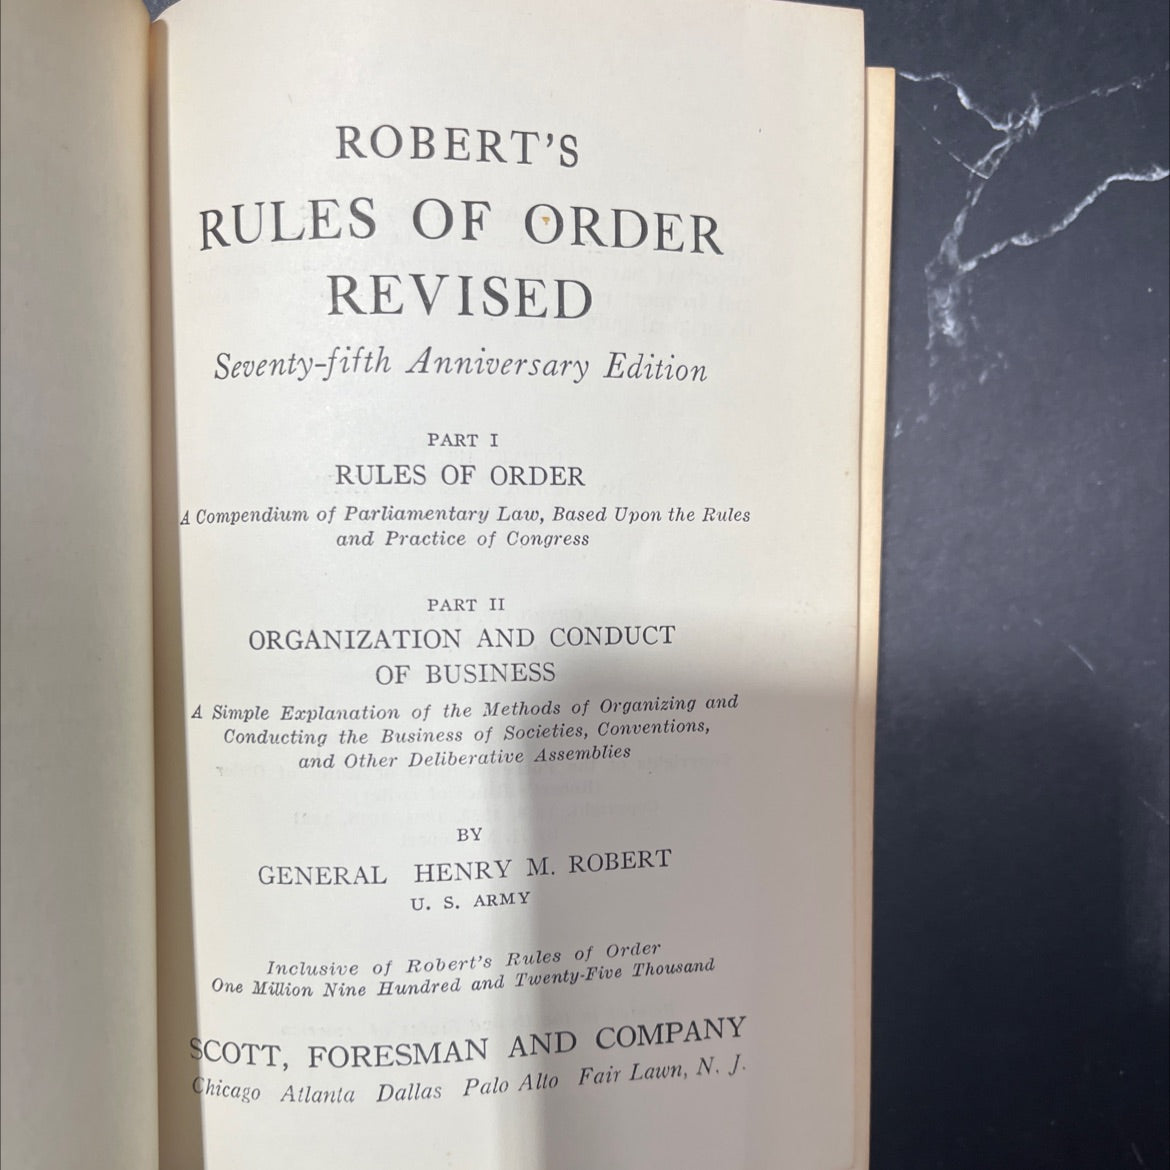 ROBERT'S
RULES OF ORDER
REVISED
Seventy-fifth Anniversary Edition
PART I
RULES OF ORDER
A Compendium of Parliamentary Law, Based Upon the Rules
and Practice of Congress
PART II
ORGANIZATION AND CONDUCT
OF BUSINESS
A Simple Explanation of the Methods of Organizing and
Conducting the Business of Societies, Conventions,
and Other Deliberative Assemblies
BY
GENERAL HENRY M. ROBERT
U. S. ARMY
Inclusive of Robert's Rules of Order
One Million Nine Hundred and Twenty-Five Thousand
SCOTT, FORESMAN AND COMPANY
Chicago Atlanta Dallas Palo Alto Fair Lawn, N. J.